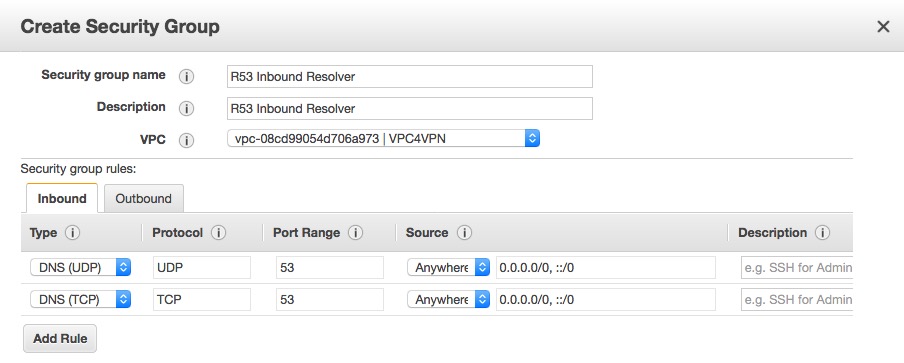 Create Security Group ×
Security group name i R53 Inbound Resolver
Description i R53 Inbound Resolver
VPC i vpc-08cd99054d706a973 | VPC4VPN
Security group rules:
Inbound Outbound
Type i Protocol i Port Range i Source i Description i
DNS (UDP) UDP 53 Anywhere 0.0.0.0/0, ::/0 e.g. SSH for Admin
DNS (TCP) TCP 53 Anywhere 0.0.0.0/0, ::/0 e.g. SSH for Admin
Add Rule